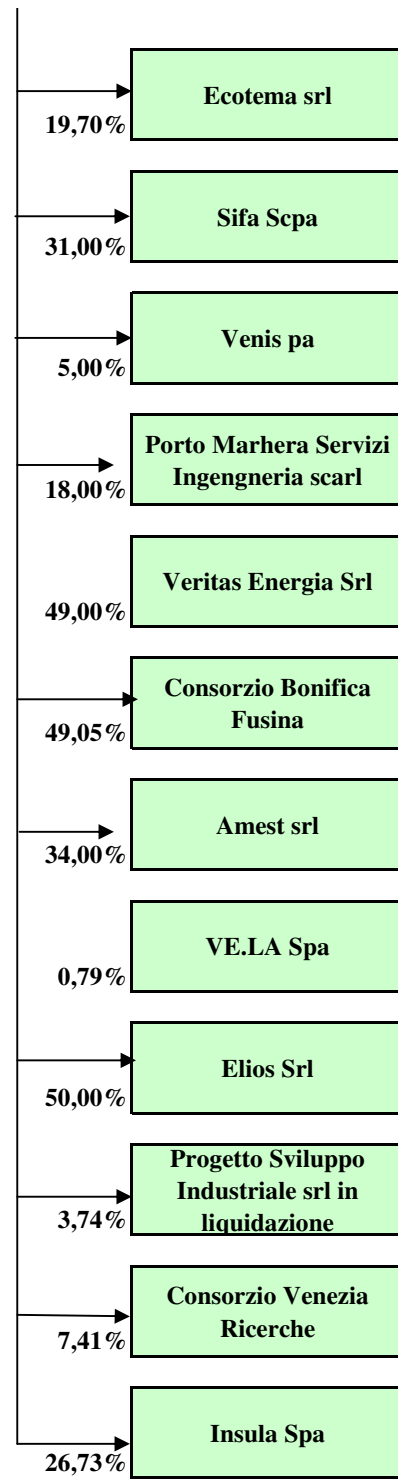 Ecotema srl
19,70%
Sifa Scpa
31,00%
Venis pa
5,00%
Porto Marhera Servizi
Ingengneria scarl
18,00%
Veritas Energia Srl
49,00%
Consorzio Bonifica
Fusina
49,05%
Amest srl
34,00%
VE.LA Spa
0,79%
Elios Srl
50,00%
Progetto Sviluppo
Industriale srl in
liquidazione
3,74%
Consorzio Venezia
Ricerche
7,41%
Insula Spa
26,73%